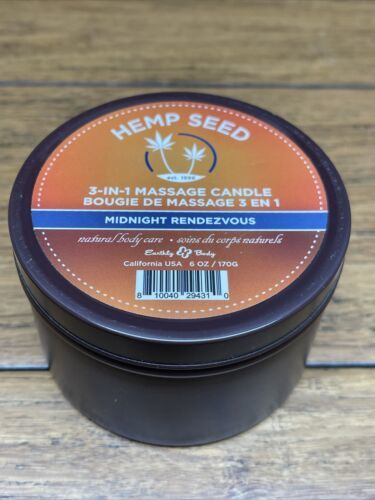 HEMP SEED
est. 1996
3-IN-1 MASSAGE CANDLE
BOUGIE DE MASSAGE 3 EN 1
MIDNIGHT RENDEZVOUS
natural body care • soins du corps naturels
Earthly Body
California USA 6 OZ / 170G
8 10040 29431 0